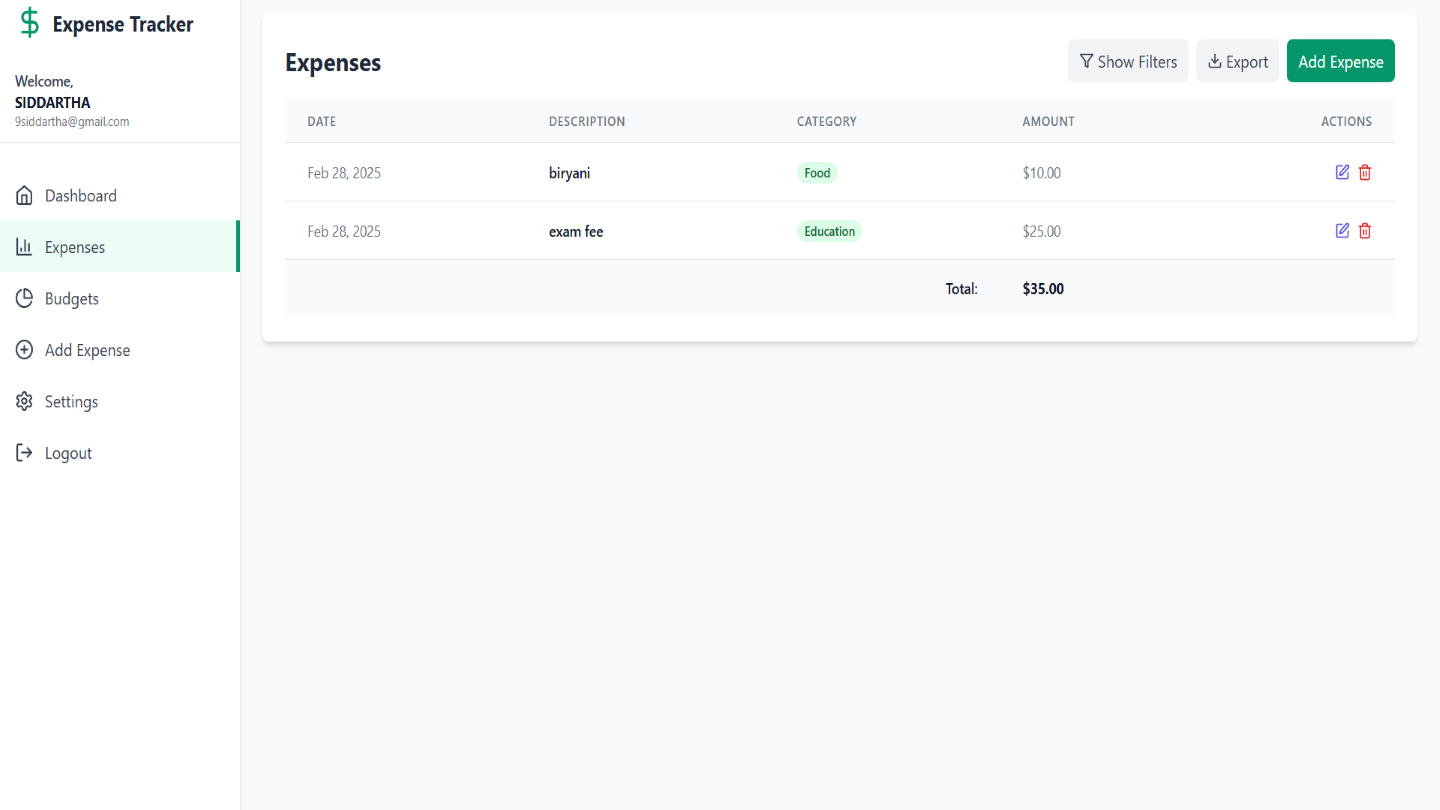 Expense Tracker
Welcome,
SIDDARTHA
9siddartha@gmail.com
Dashboard
Expenses
Budgets
Add Expense
Settings
Logout
Expenses
Show Filters Export Add Expense
DATE DESCRIPTION CATEGORY AMOUNT ACTIONS
Feb 28, 2025 biryani Food $10.00
Feb 28, 2025 exam fee Education $25.00
Total: $35.00